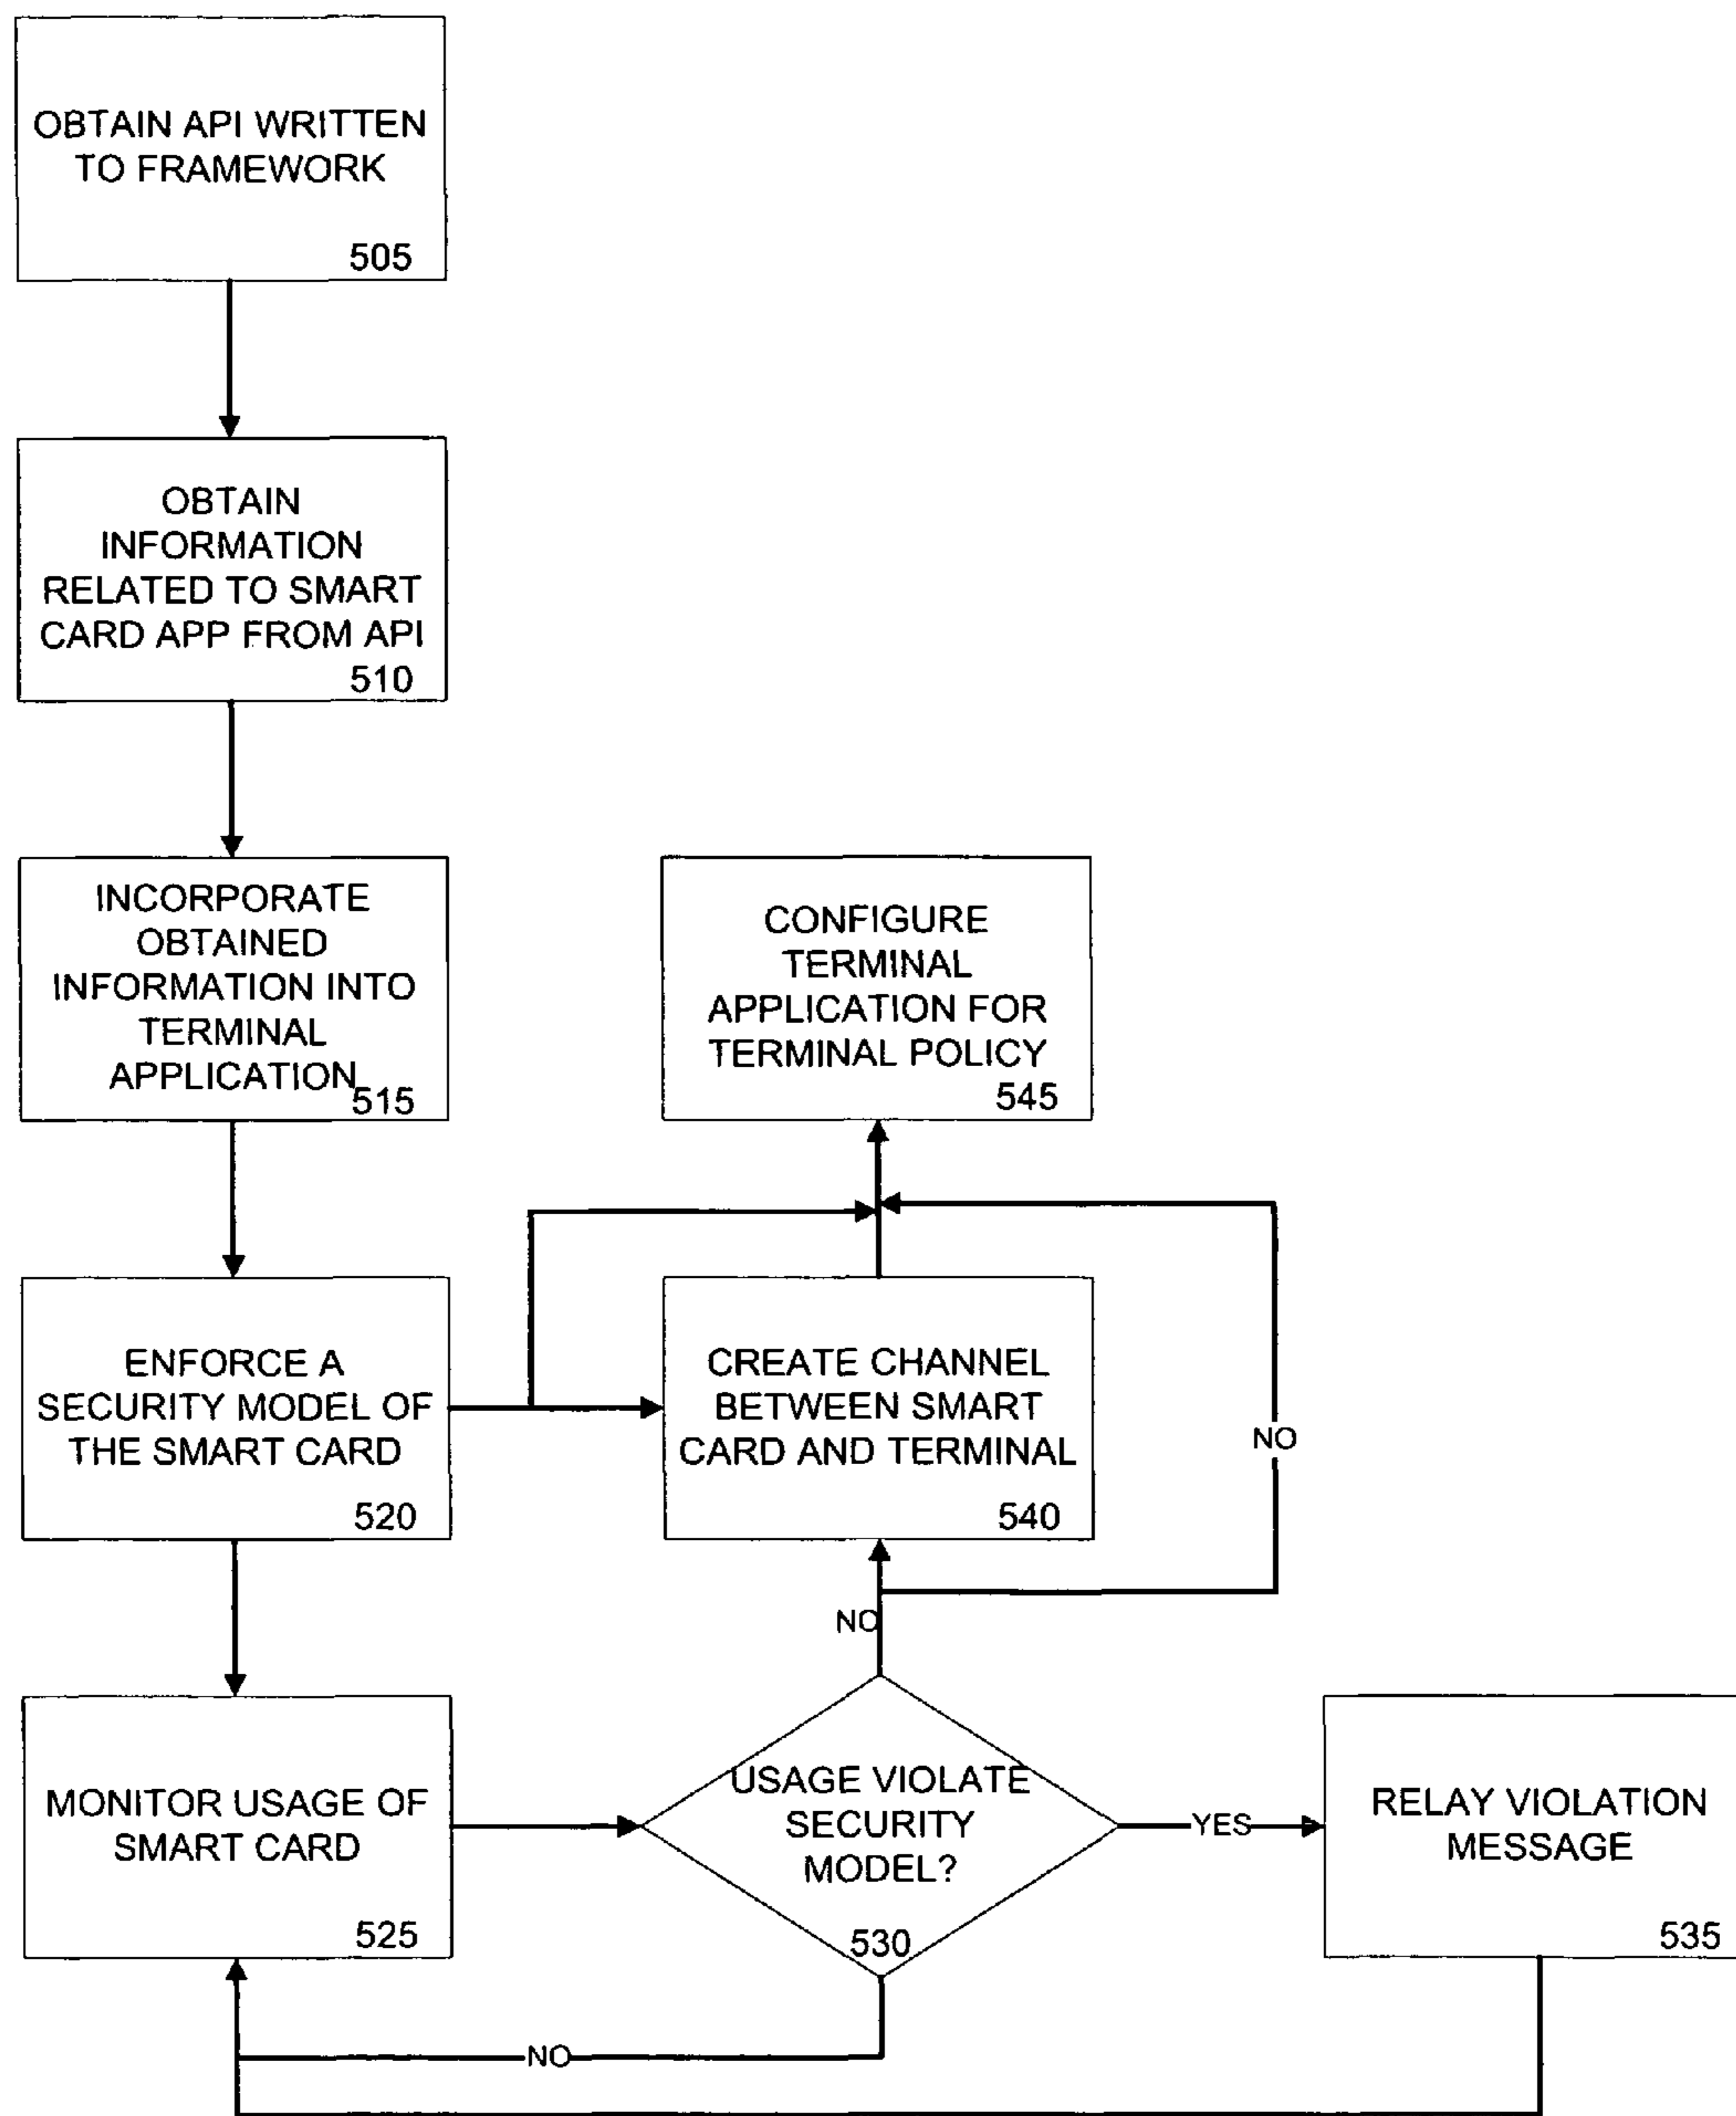 OBTAIN API WRITTEN
TO FRAMEWORK
505
OBTAIN
INFORMATION
RELATED TO SMART
CARD APP FROM API
510
INCORPORATE
OBTAINED
INFORMATION INTO
TERMINAL
APPLICATION
515
CONFIGURE
TERMINAL
APPLICATION FOR
TERMINAL POLICY
545
ENFORCE A
SECURITY MODEL OF
THE SMART CARD
520
CREATE CHANNEL
BETWEEN SMART
CARD AND TERMINAL
540
NO
NO
MONITOR USAGE OF
SMART CARD
525
USAGE VIOLATE
SECURITY
MODEL?
530
YES
RELAY VIOLATION
MESSAGE
535
NO